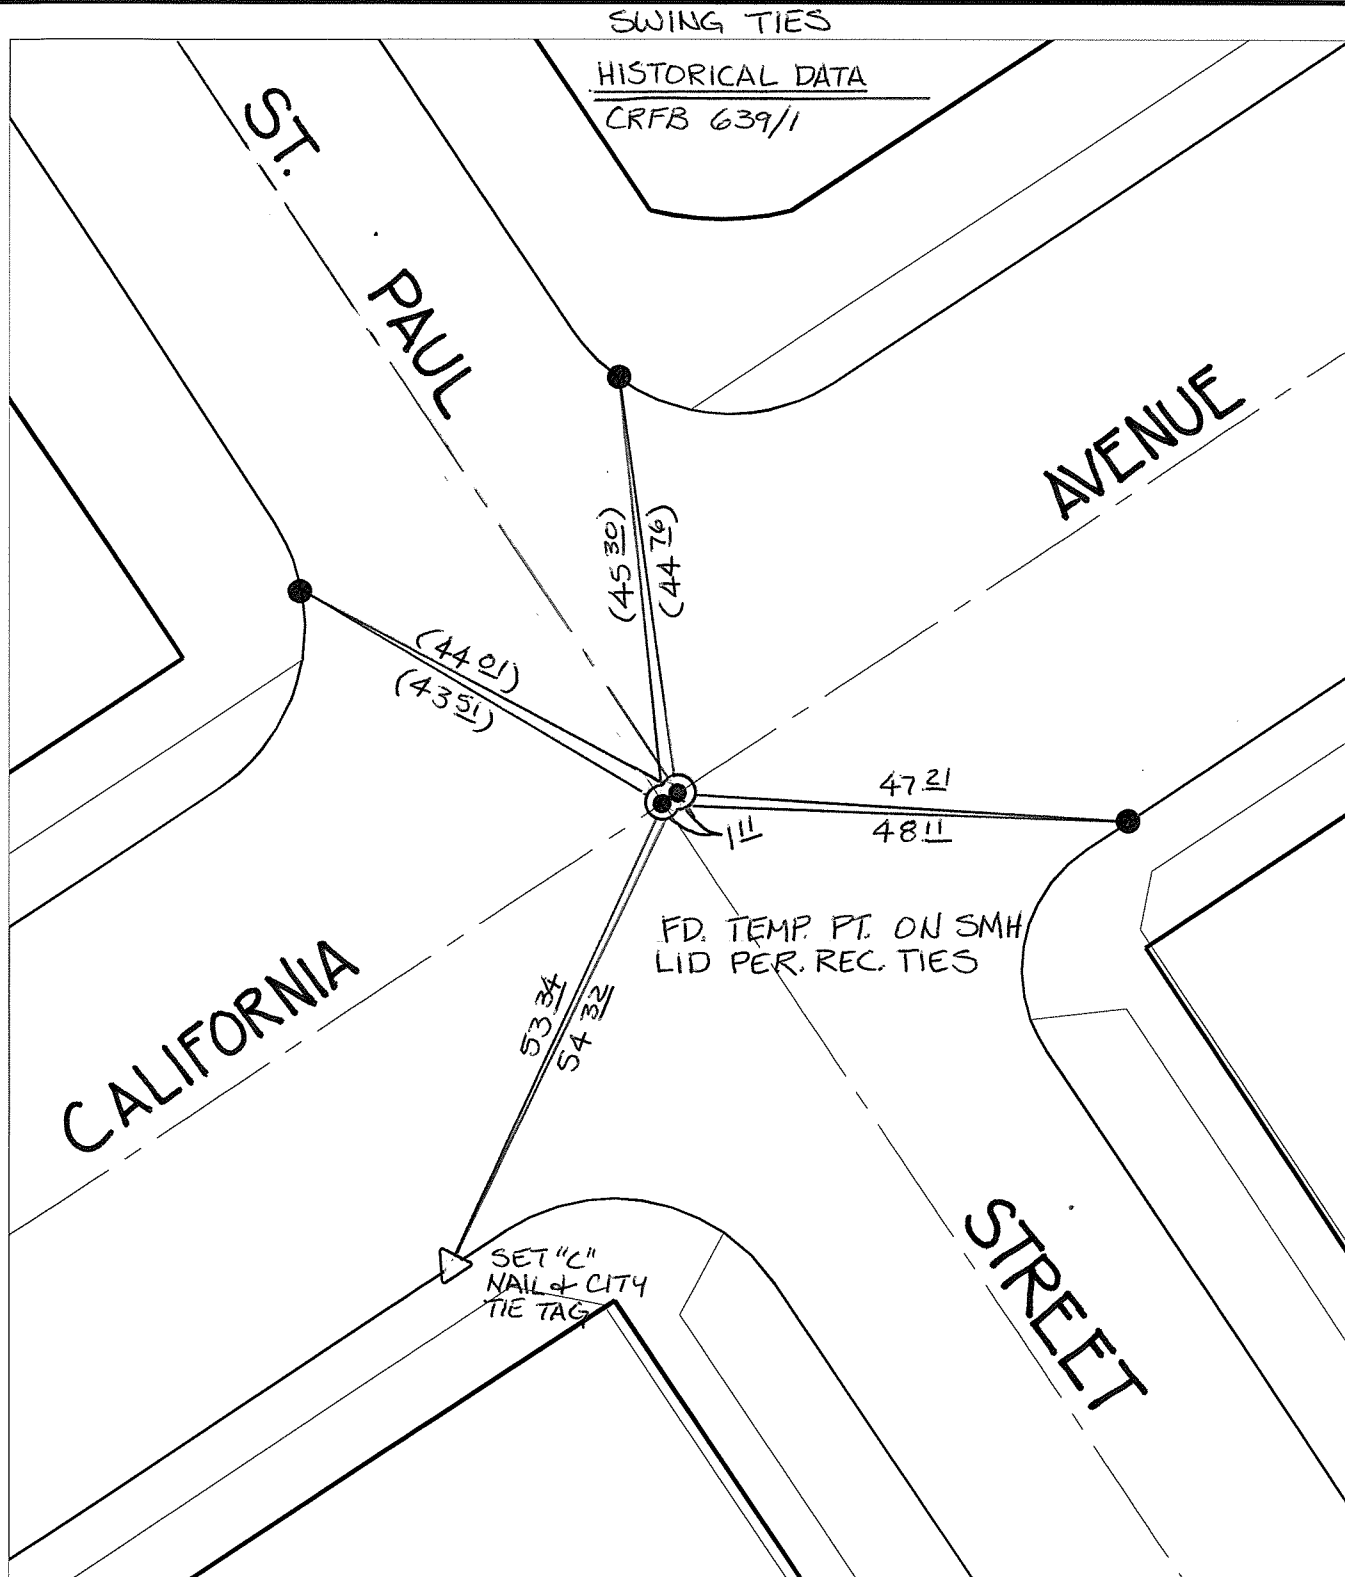 SWING TIES
HISTORICAL DATA
CRFB 639/1
ST. PAUL
AVENUE
(45 30)
(44 76)
(44 01)
(43 51)
47.21
48.11
1 11
FD. TEMP. PT. ON SMH
LID PER. REC. TIES
53 34
54 32
CALIFORNIA
STREET
SET "C"
NAIL & CITY
TIE TAG